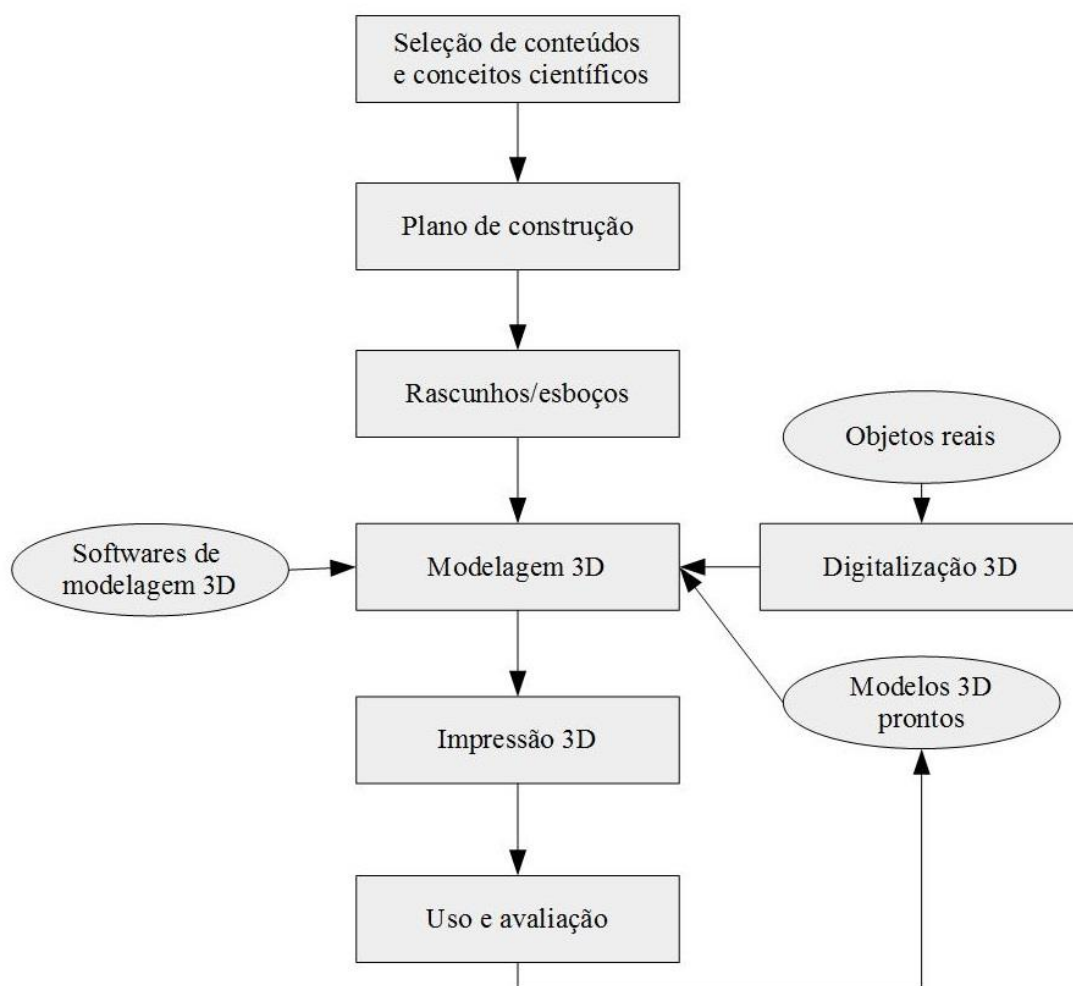 Seleção de conteúdos
e conceitos científicos
Plano de construção
Rascunhos/esboços
Objetos reais
Softwares de
modelagem 3D
Modelagem 3D
Digitalização 3D
Modelos 3D
prontos
Impressão 3D
Uso e avaliação